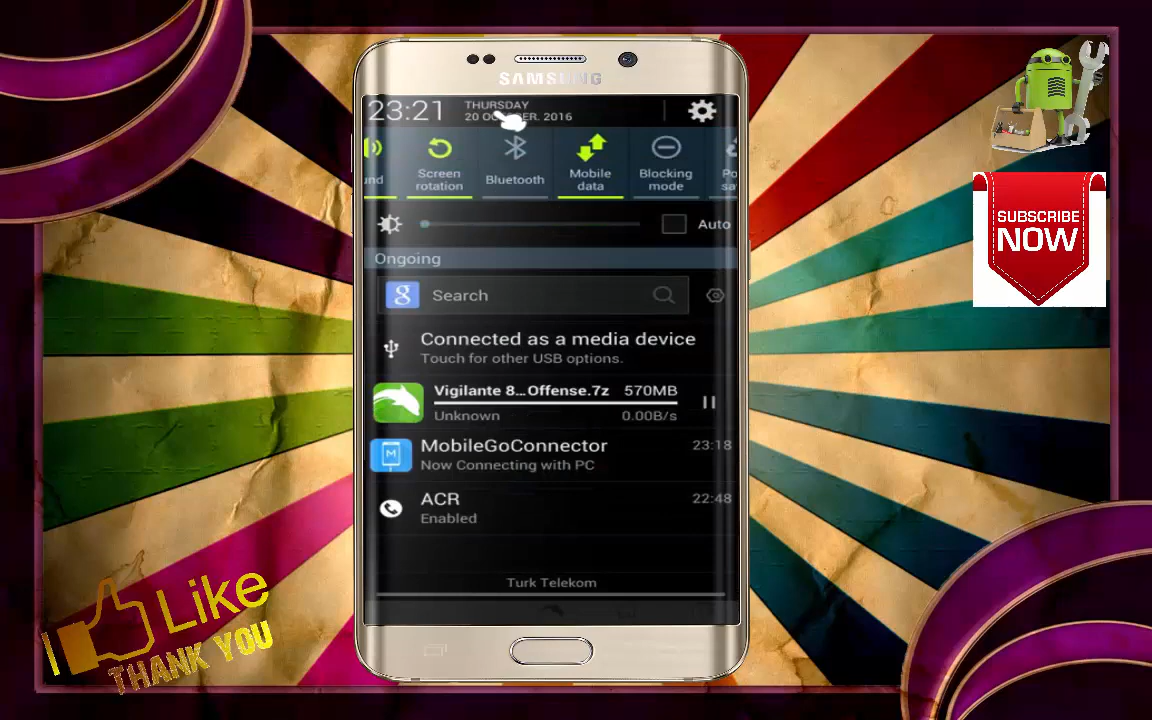 SAMSUNG
23:21
THURSDAY
20 OCTOBER. 2016
Screen
rotation
Bluetooth
Mobile
data
Blocking
mode
Auto
Ongoing
Search
Connected as a media device
Touch for other USB options.
Vigilante 8...Offense.7z 570MB
Unknown 0.00B/s
MobileGoConnector 23:18
Now Connecting with PC
ACR 22:48
Enabled
Turk Telekom
SUBSCRIBE
NOW
Like
THANK YOU